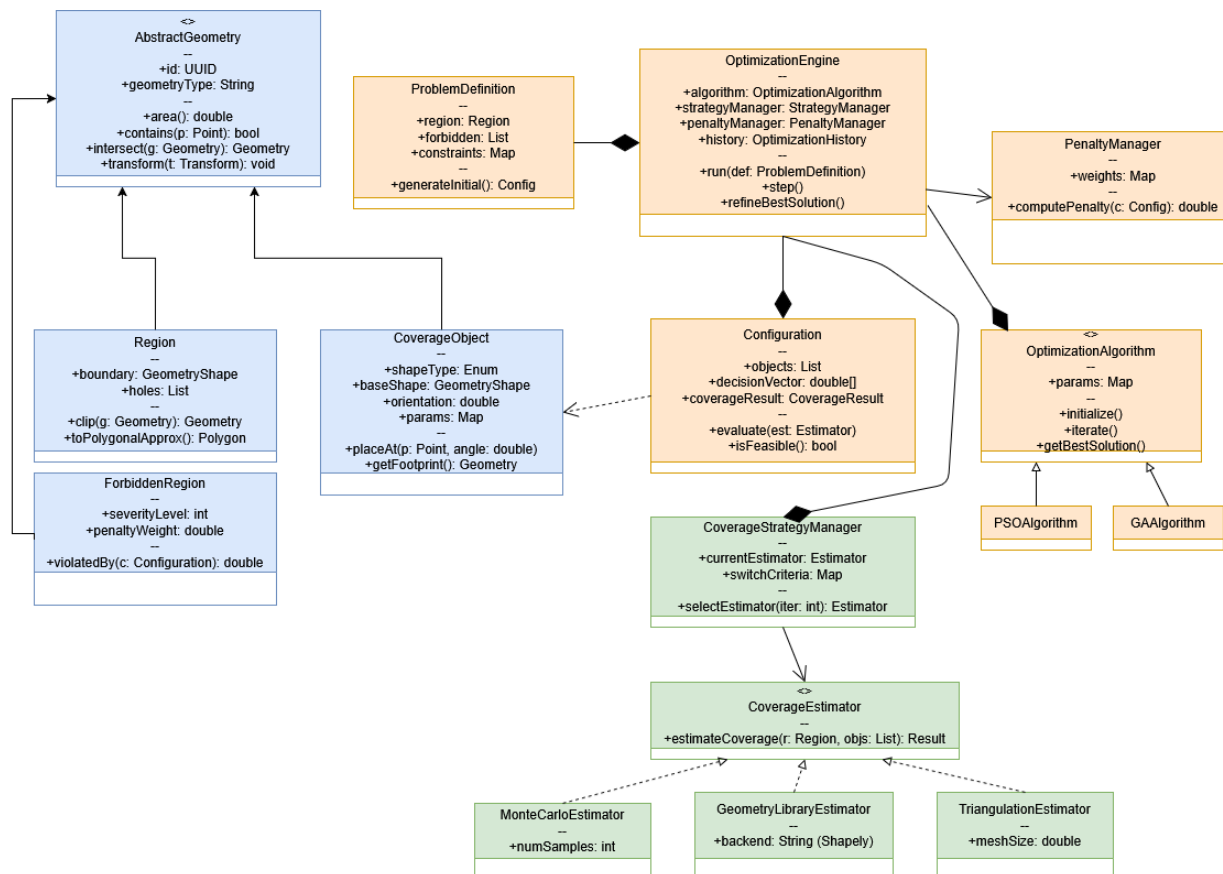 <>
AbstractGeometry
--
+id: UUID
+geometryType: String
--
+area(): double
+contains(p: Point): bool
+intersect(g: Geometry): Geometry
+transform(t: Transform): void
ProblemDefinition
--
+region: Region
+forbidden: List
+constraints: Map
--
+generateInitial(): Config
OptimizationEngine
--
+algorithm: OptimizationAlgorithm
+strategyManager: StrategyManager
+penaltyManager: PenaltyManager
+history: OptimizationHistory
--
+run(def: ProblemDefinition)
+step()
+refineBestSolution()
PenaltyManager
--
+weights: Map
--
+computePenalty(c: Config): double
Region
--
+boundary: GeometryShape
+holes: List
--
+clip(g: Geometry): Geometry
+toPolygonalApprox(): Polygon
CoverageObject
--
+shapeType: Enum
+baseShape: GeometryShape
+orientation: double
+params: Map
--
+placeAt(p: Point, angle: double)
+getFootprint(): Geometry
Configuration
--
+objects: List
+decisionVector: double[]
+coverageResult: CoverageResult
--
+evaluate(est: Estimator)
+isFeasible(): bool
<>
OptimizationAlgorithm
--
+params: Map
--
+initialize()
+iterate()
+getBestSolution()
ForbiddenRegion
--
+severityLevel: int
+penaltyWeight: double
--
+violatedBy(c: Configuration): double
PSOAlgorithm
GAAlgorithm
CoverageStrategyManager
--
+currentEstimator: Estimator
+switchCriteria: Map
--
+selectEstimator(iter: int): Estimator
<>
CoverageEstimator
--
+estimateCoverage(r: Region, objs: List): Result
MonteCarloEstimator
--
+numSamples: int
GeometryLibraryEstimator
--
+backend: String (Shapely)
TriangulationEstimator
--
+meshSize: double